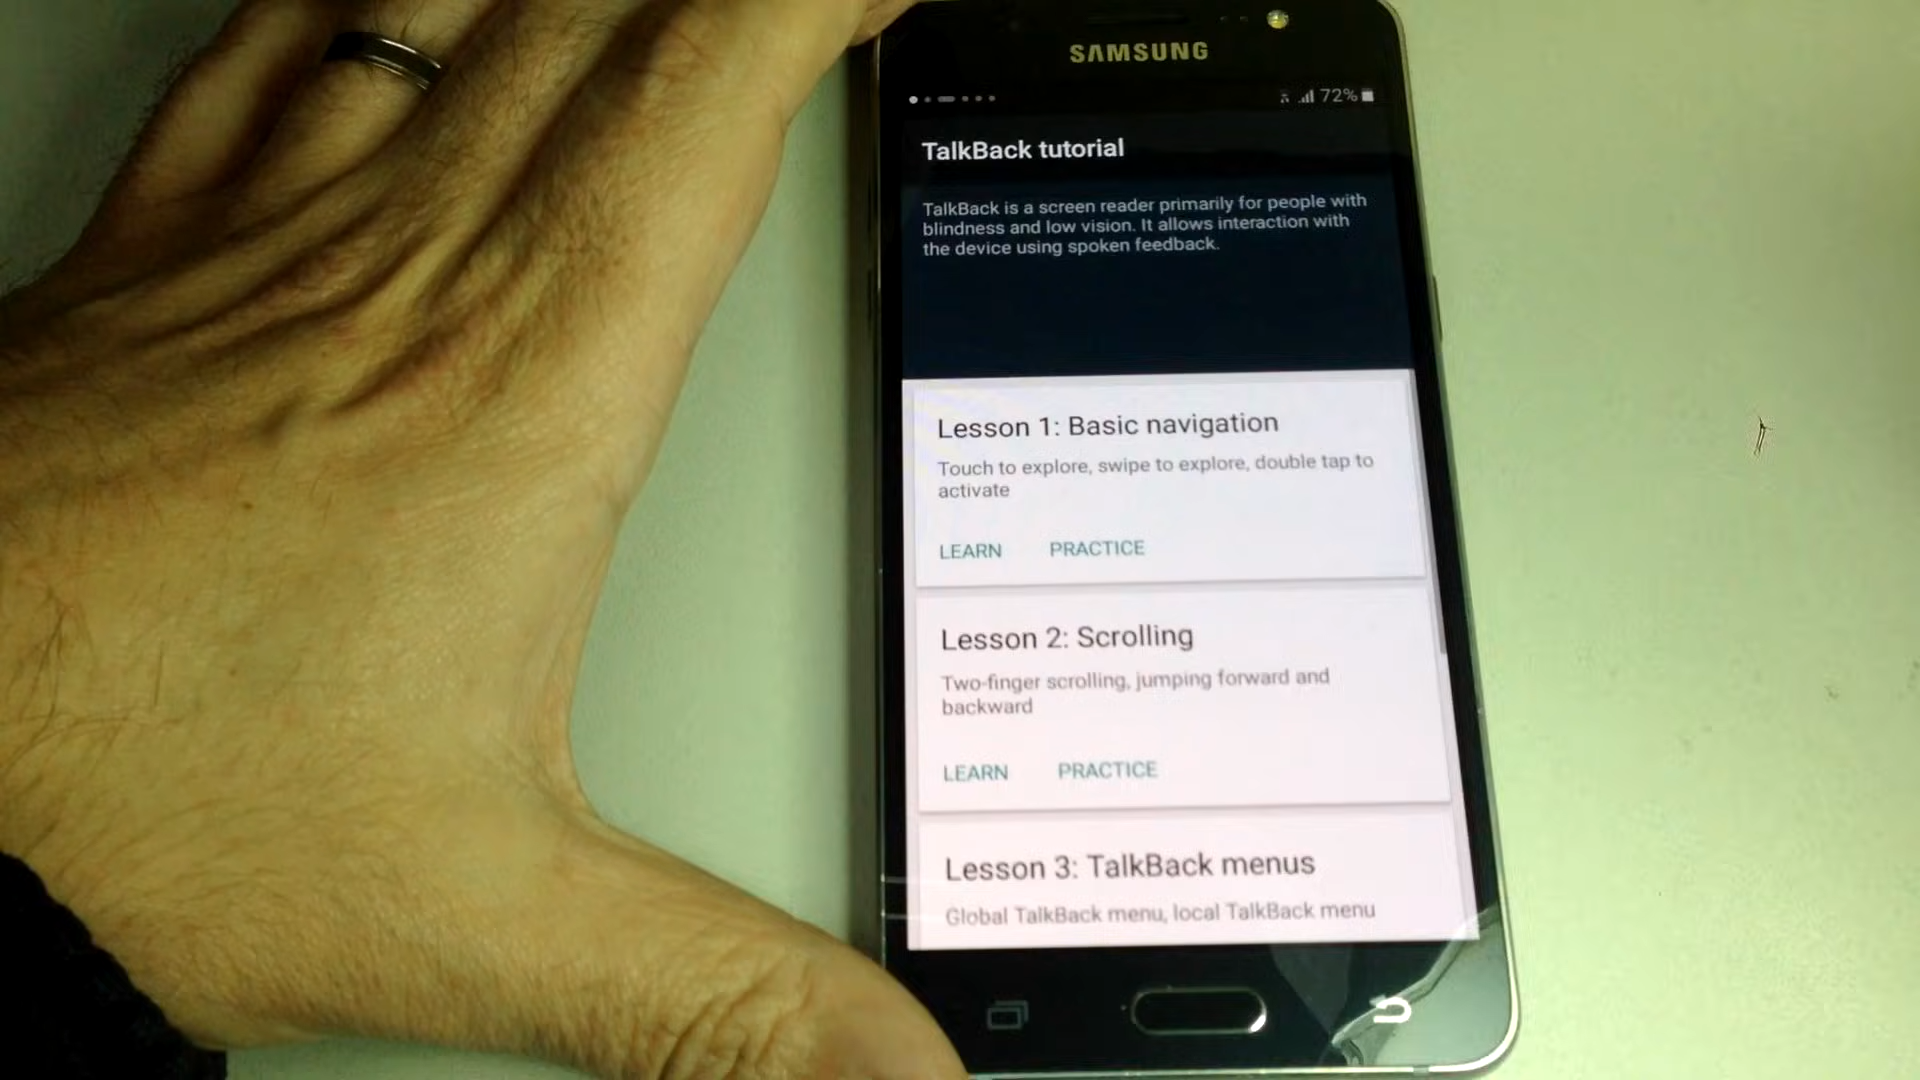 SAMSUNG
72%
TalkBack tutorial
TalkBack is a screen reader primarily for people with
blindness and low vision. It allows interaction with
the device using spoken feedback.
Lesson 1: Basic navigation
Touch to explore, swipe to explore, double tap to
activate
LEARN PRACTICE
Lesson 2: Scrolling
Two-finger scrolling, jumping forward and
backward
LEARN PRACTICE
Lesson 3: TalkBack menus
Global TalkBack menu, local TalkBack menu